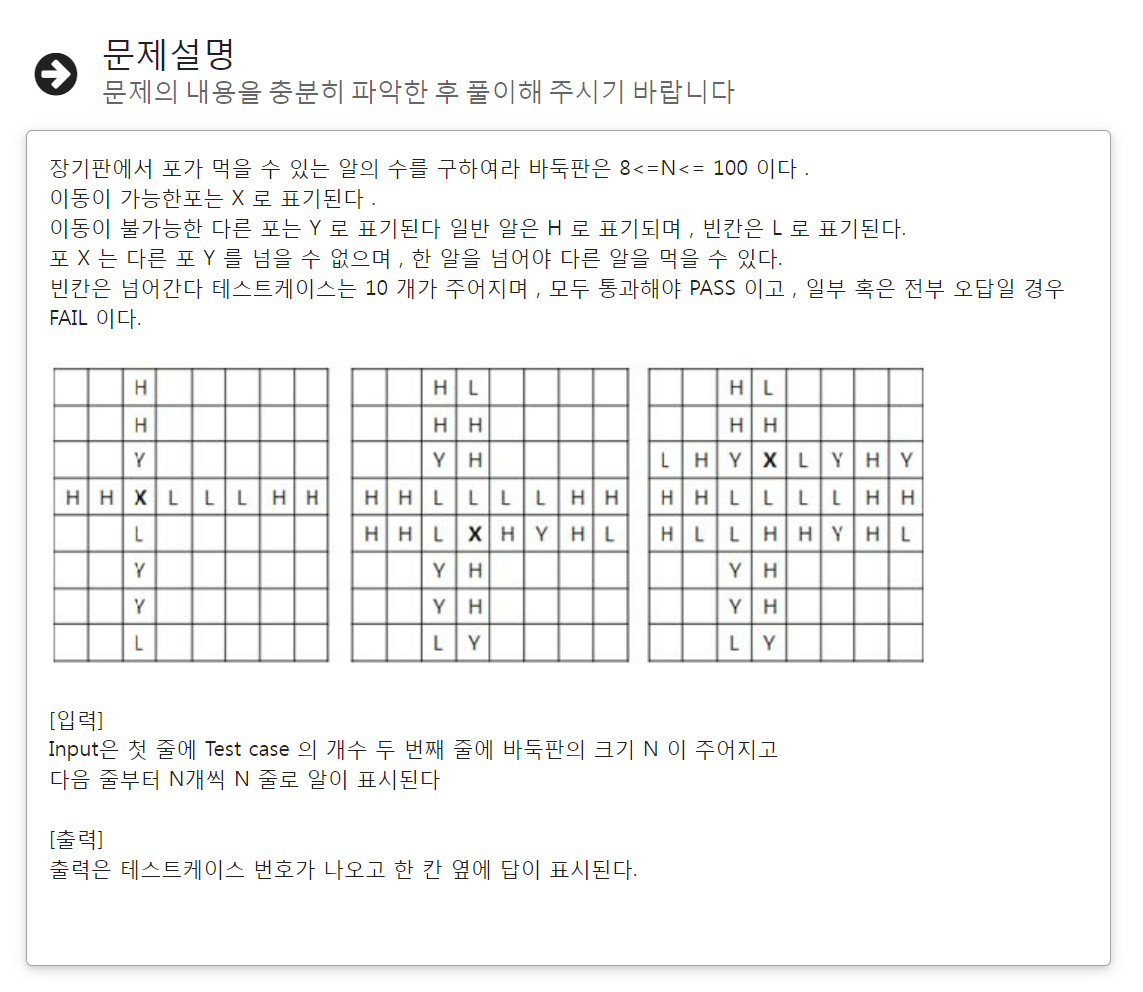 문제설명
문제의 내용을 충분히 파악한 후 풀이해 주시기 바랍니다
장기판에서 포가 먹을 수 있는 알의 수를 구하여라 바둑판은 8<=N<= 100 이다 .
이동이 가능한포는 X 로 표기된다 .
이동이 불가능한 다른 포는 Y 로 표기된다 일반 알은 H 로 표기되며 , 빈칸은 L 로 표기된다.
포 X 는 다른 포 Y 를 넘을 수 없으며 , 한 알을 넘어야 다른 알을 먹을 수 있다.
빈칸은 넘어간다 테스트케이스는 10 개가 주어지며 , 모두 통과해야 PASS 이고 , 일부 혹은 전부 오답일 경우
FAIL 이다.
H
H
Y
H H X L L L H H
L
Y
Y
L
H L
H H
Y H
H H L L L L H H
H H L X H Y H L
Y H
Y H
L Y
H L
H H
L H Y X L Y H Y
H H L L L L H H
H L L H H Y H L
Y H
Y H
L Y
[입력]
Input은 첫 줄에 Test case 의 개수 두 번째 줄에 바둑판의 크기 N 이 주어지고
다음 줄부터 N개씩 N 줄로 알이 표시된다
[출력]
출력은 테스트케이스 번호가 나오고 한 칸 옆에 답이 표시된다.